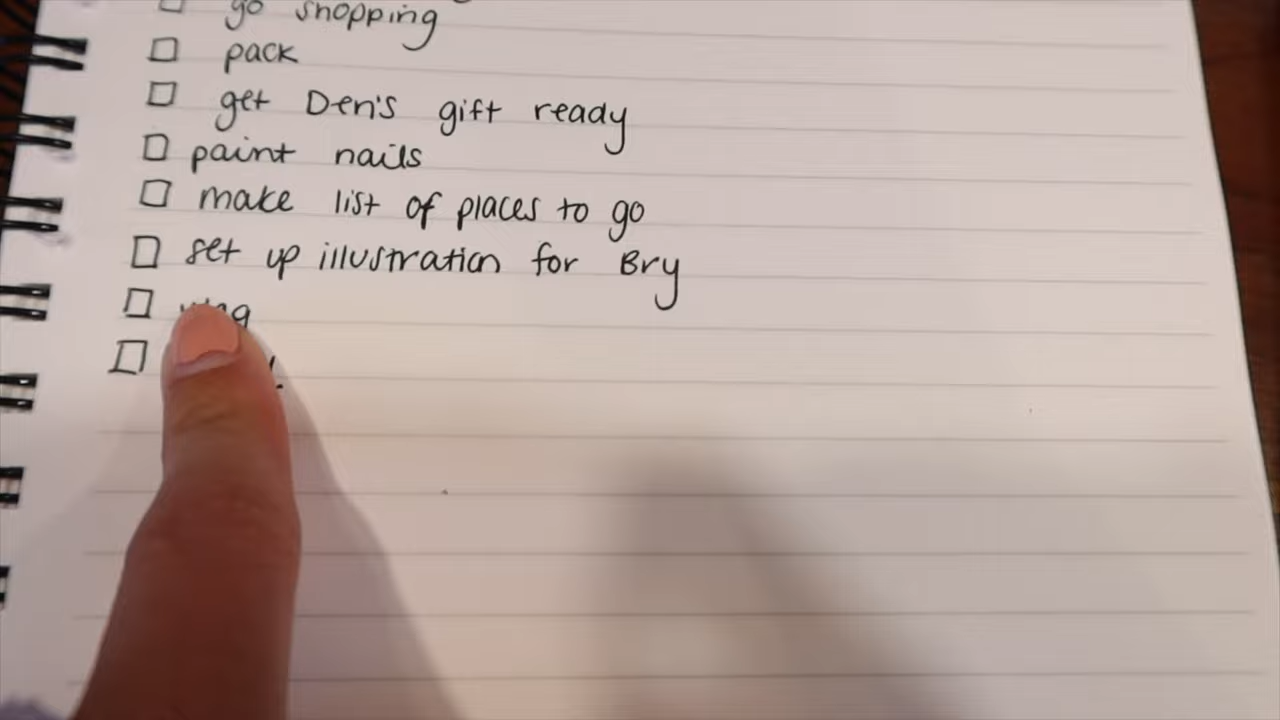 go shopping
pack
get Den's gift ready
paint nails
make list of places to go
set up illustration for Bry